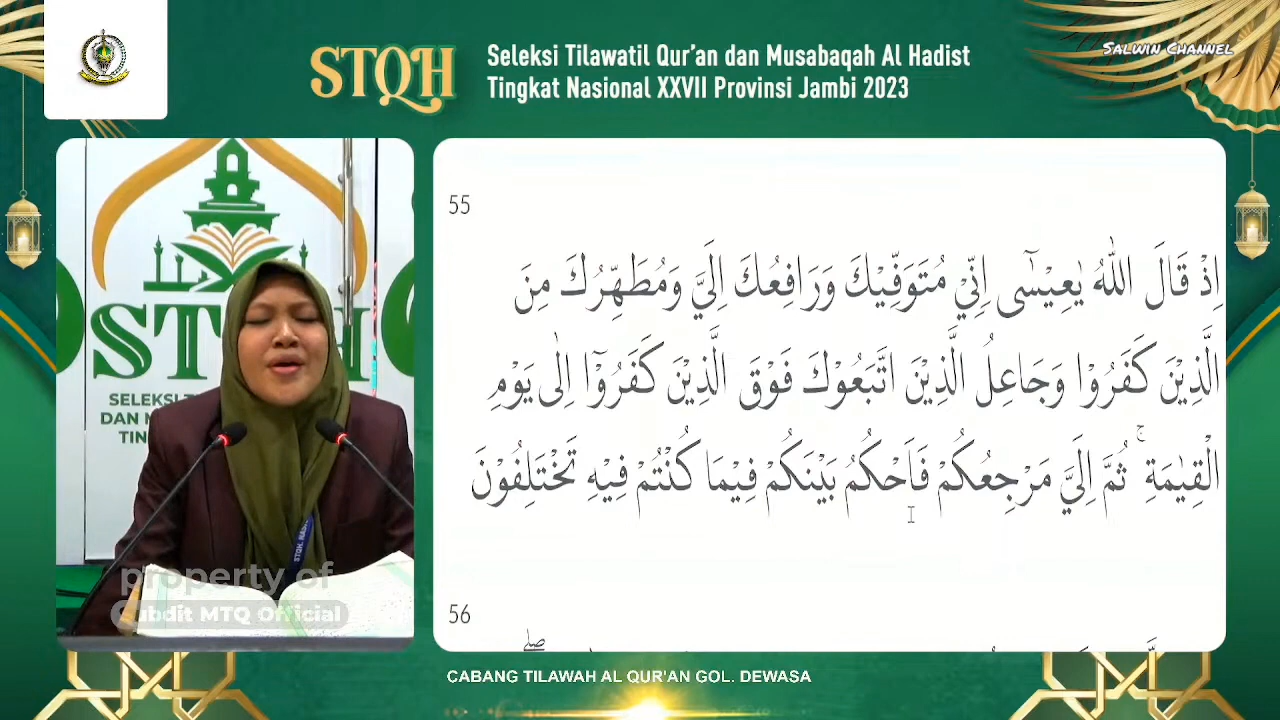 STQH
Seleksi Tilawatil Qur'an dan Musabaqah Al Hadist
Tingkat Nasional XXVII Provinsi Jambi 2023
SALWIN CHANNEL
STQH
SELEKSI
DAN
TIN
STQH
property of
Subdit MTQ Official
55
اِذْ قَالَ اللّٰهُ يٰعِيْسٰٓى اِنِّيْ مُتَوَفِّيْكَ وَرَافِعُكَ اِلَيَّ وَمُطَهِّرُكَ مِنَ
الَّذِيْنَ كَفَرُوْا وَجَاعِلُ الَّذِيْنَ اتَّبَعُوْكَ فَوْقَ الَّذِيْنَ كَفَرُوْٓا اِلٰى يَوْمِ
الْقِيٰمَةِ ۚ ثُمَّ اِلَيَّ مَرْجِعُكُمْ فَاَحْكُمُ بَيْنَكُمْ فِيْمَا كُنْتُمْ فِيْهِ تَخْتَلِفُوْنَ
56
CABANG TILAWAH AL QUR'AN GOL. DEWASA